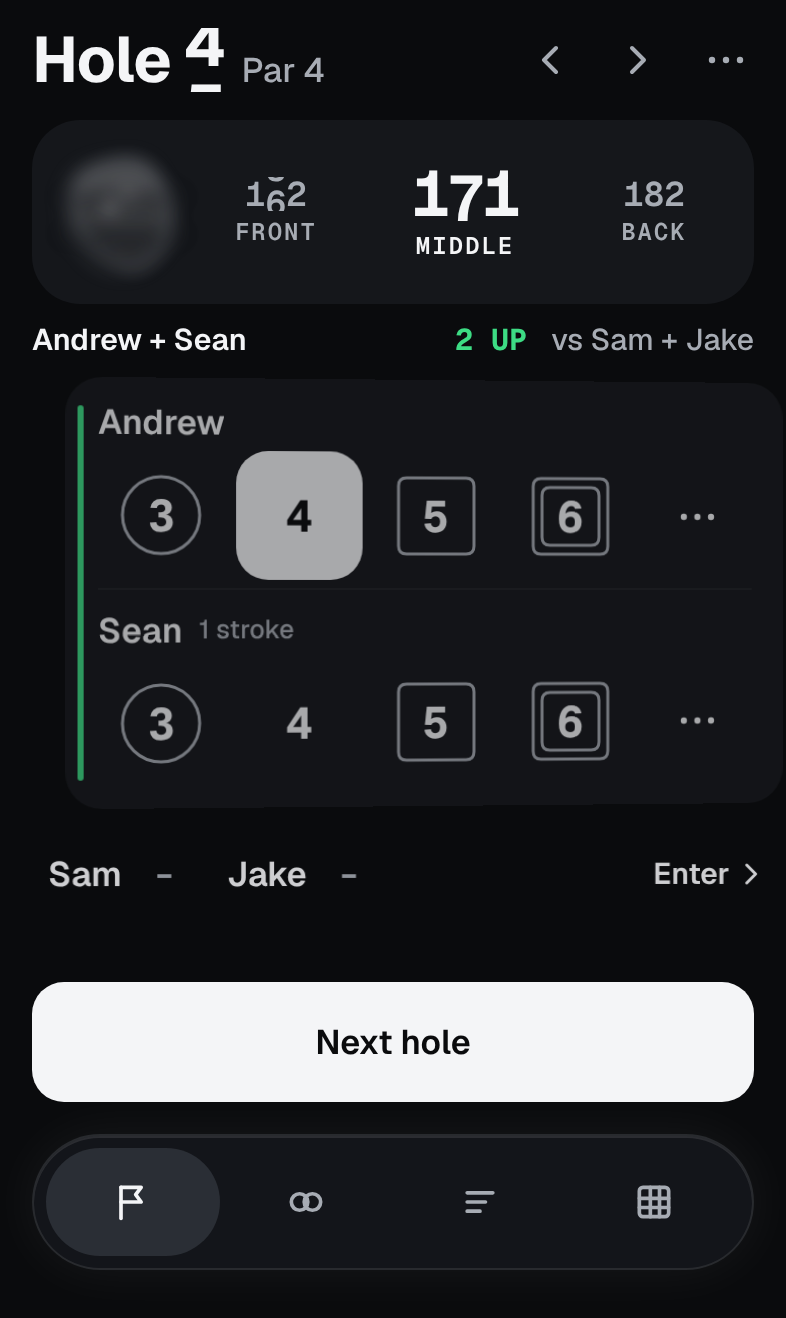 Hole 4 Par 4
162 171 182
FRONT MIDDLE BACK
Andrew + Sean 2 UP vs Sam + Jake
Andrew
3 4 5 6 ...
Sean 1 stroke
3 4 5 6 ...
Sam – Jake – Enter >
Next hole